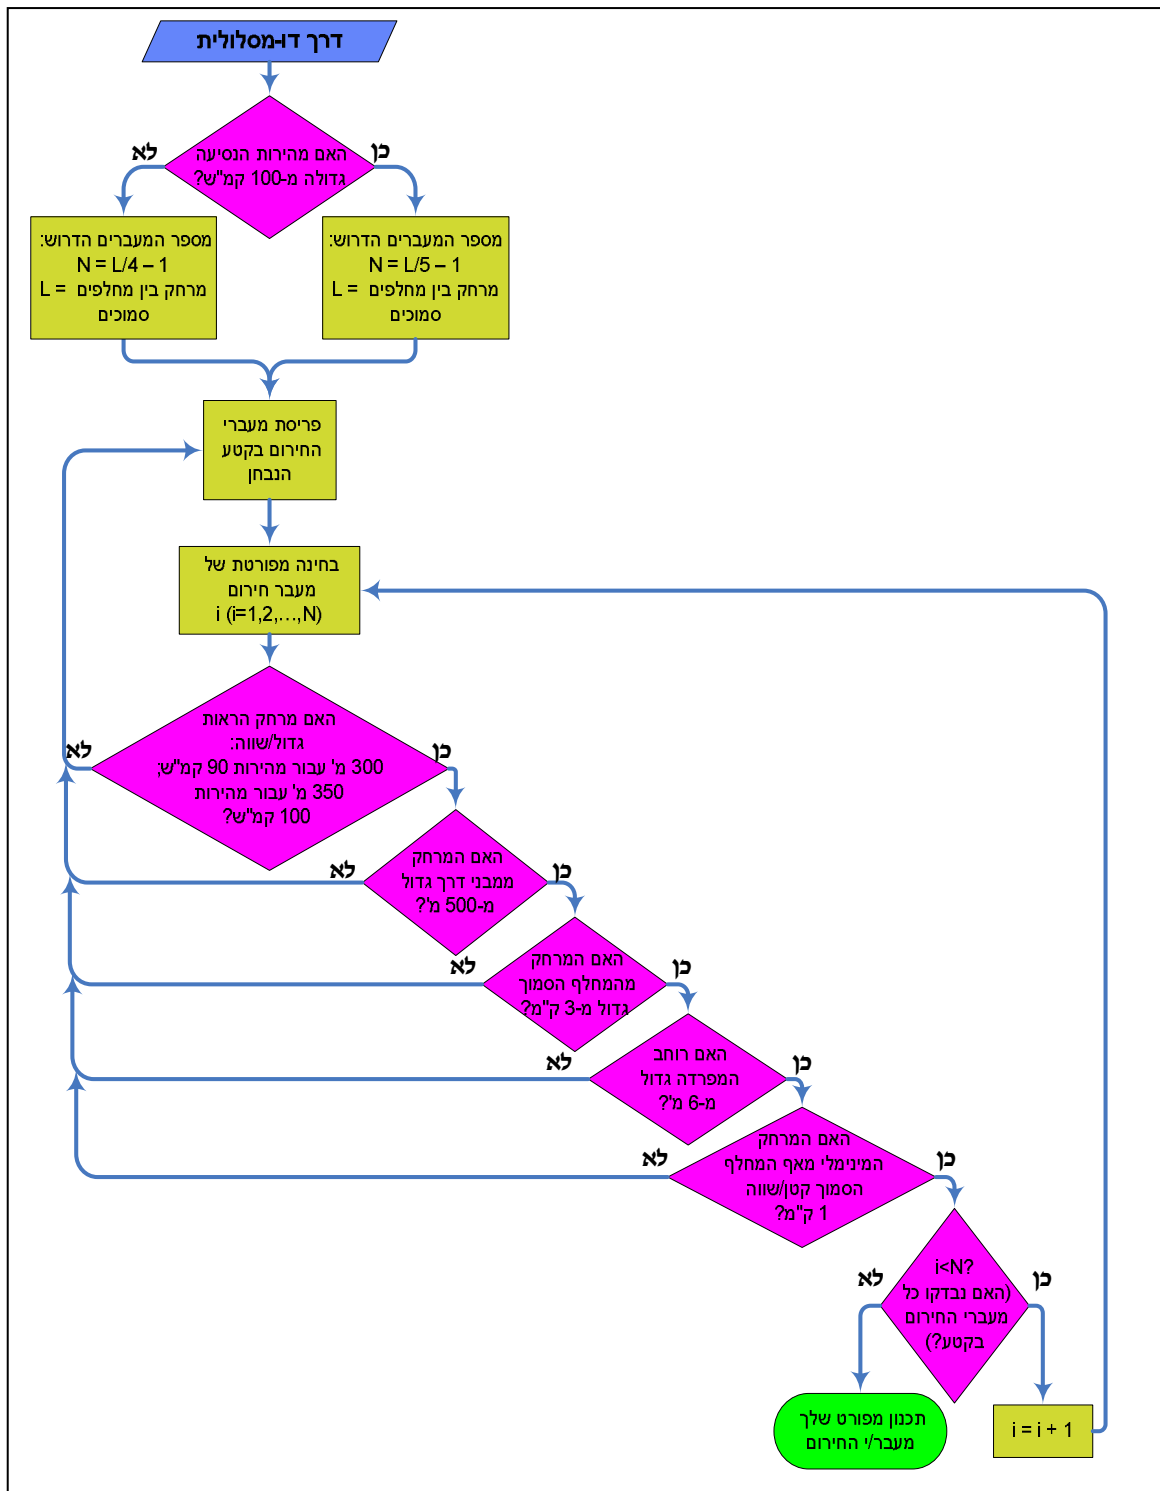 דרך דו-מסלולית
האם מהירות הנסיעה
גדולה מ-100 קמ"ש?
כן
לא
מספר המעברים הדרוש:
N = L/5 – 1
מרחק בין מחלפים = L
סמוכים
מספר המעברים הדרוש:
N = L/4 – 1
מרחק בין מחלפים = L
סמוכים
פריסת מעברי
החירום בקטע
הנבחן
בחינה מפורטת של
מעבר חירום
i (i=1,2,…,N)
האם מרחק הראות
גדול/שווה:
300 מ' עבור מהירות 90 קמ"ש;
350 מ' עבור מהירות
100 קמ"ש?
כן
לא
האם המרחק
ממבני דרך גדול
מ-500 מ'?
כן
לא
האם המרחק
מהמחלף הסמוך
גדול מ-3 ק"מ?
כן
לא
האם רוחב
המפרדה גדול
מ-6 מ'?
כן
לא
האם המרחק
המינימלי מאף המחלף
הסמוך קטן/שווה
1 ק"מ?
כן
לא
i<N?
(האם נבדקו כל
מעברי החירום
בקטע?)
כן
לא
i = i + 1
תכנון מפורט שלך
מעבר/י החירום